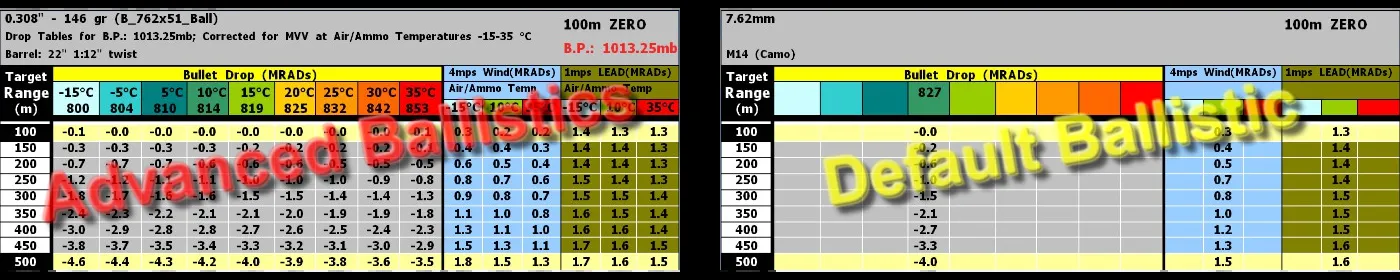 0.308" - 146 gr (B_762x51_Ball)
100m ZERO
Drop Tables for B.P.: 1013.25mb; Corrected for MVV at Air/Ammo Temperatures -15-35 °C
B.P.: 1013.25mb
Barrel: 22" 1:12" twist
Target Range (m) Bullet Drop (MRADs) 4mps Wind(MRADs) 1mps LEAD(MRADs)
Air/Ammo Temp Air/Ammo Temp
-15°C -5°C 5°C 10°C 15°C 20°C 25°C 30°C 35°C -15°C 10°C 35°C -15°C 10°C 35°C
800 804 810 814 819 825 832 842 853
100 -0.1 -0.0 -0.0 -0.0 -0.0 -0.0 -0.0 -0.0 -0.1 0.3 0.2 0.2 1.4 1.3 1.3
150 -0.3 -0.3 -0.3 -0.3 -0.2 -0.2 -0.2 -0.2 -0.1 0.4 0.4 0.3 1.4 1.4 1.3
200 -0.7 -0.7 -0.7 -0.6 -0.6 -0.6 -0.5 -0.5 -0.5 0.6 0.5 0.4 1.4 1.4 1.3
250 -1.2 -1.2 -1.1 -1.1 -1.0 -1.0 -1.0 -0.9 -0.8 0.8 0.7 0.6 1.5 1.4 1.3
300 -1.8 -1.7 -1.6 -1.6 -1.5 -1.5 -1.4 -1.4 -1.3 0.9 0.8 0.7 1.5 1.4 1.3
350 -2.4 -2.3 -2.2 -2.2 -2.1 -2.0 -1.9 -1.9 -1.8 1.1 1.0 0.8 1.6 1.5 1.4
400 -3.0 -2.9 -2.8 -2.8 -2.7 -2.6 -2.5 -2.4 -2.3 1.3 1.1 1.0 1.6 1.6 1.4
450 -3.8 -3.7 -3.5 -3.4 -3.3 -3.2 -3.1 -3.0 -2.9 1.5 1.3 1.1 1.7 1.6 1.4
500 -4.6 -4.4 -4.3 -4.2 -4.0 -3.9 -3.8 -3.6 -3.5 1.8 1.5 1.3 1.7 1.6 1.5
Advanced Ballistics
7.62mm
100m ZERO
M14 (Camo)
Target Range (m) Bullet Drop (MRADs) 4mps Wind(MRADs) 1mps LEAD(MRADs)
827
100 -0.0 0.3 1.3
150 -0.2 0.4 1.4
200 -0.6 0.5 1.4
250 -1.0 0.7 1.4
300 -1.5 0.8 1.5
350 -2.1 1.0 1.5
400 -2.7 1.2 1.5
450 -3.3 1.3 1.5
500 -4.0 1.5 1.6
Default Ballistic